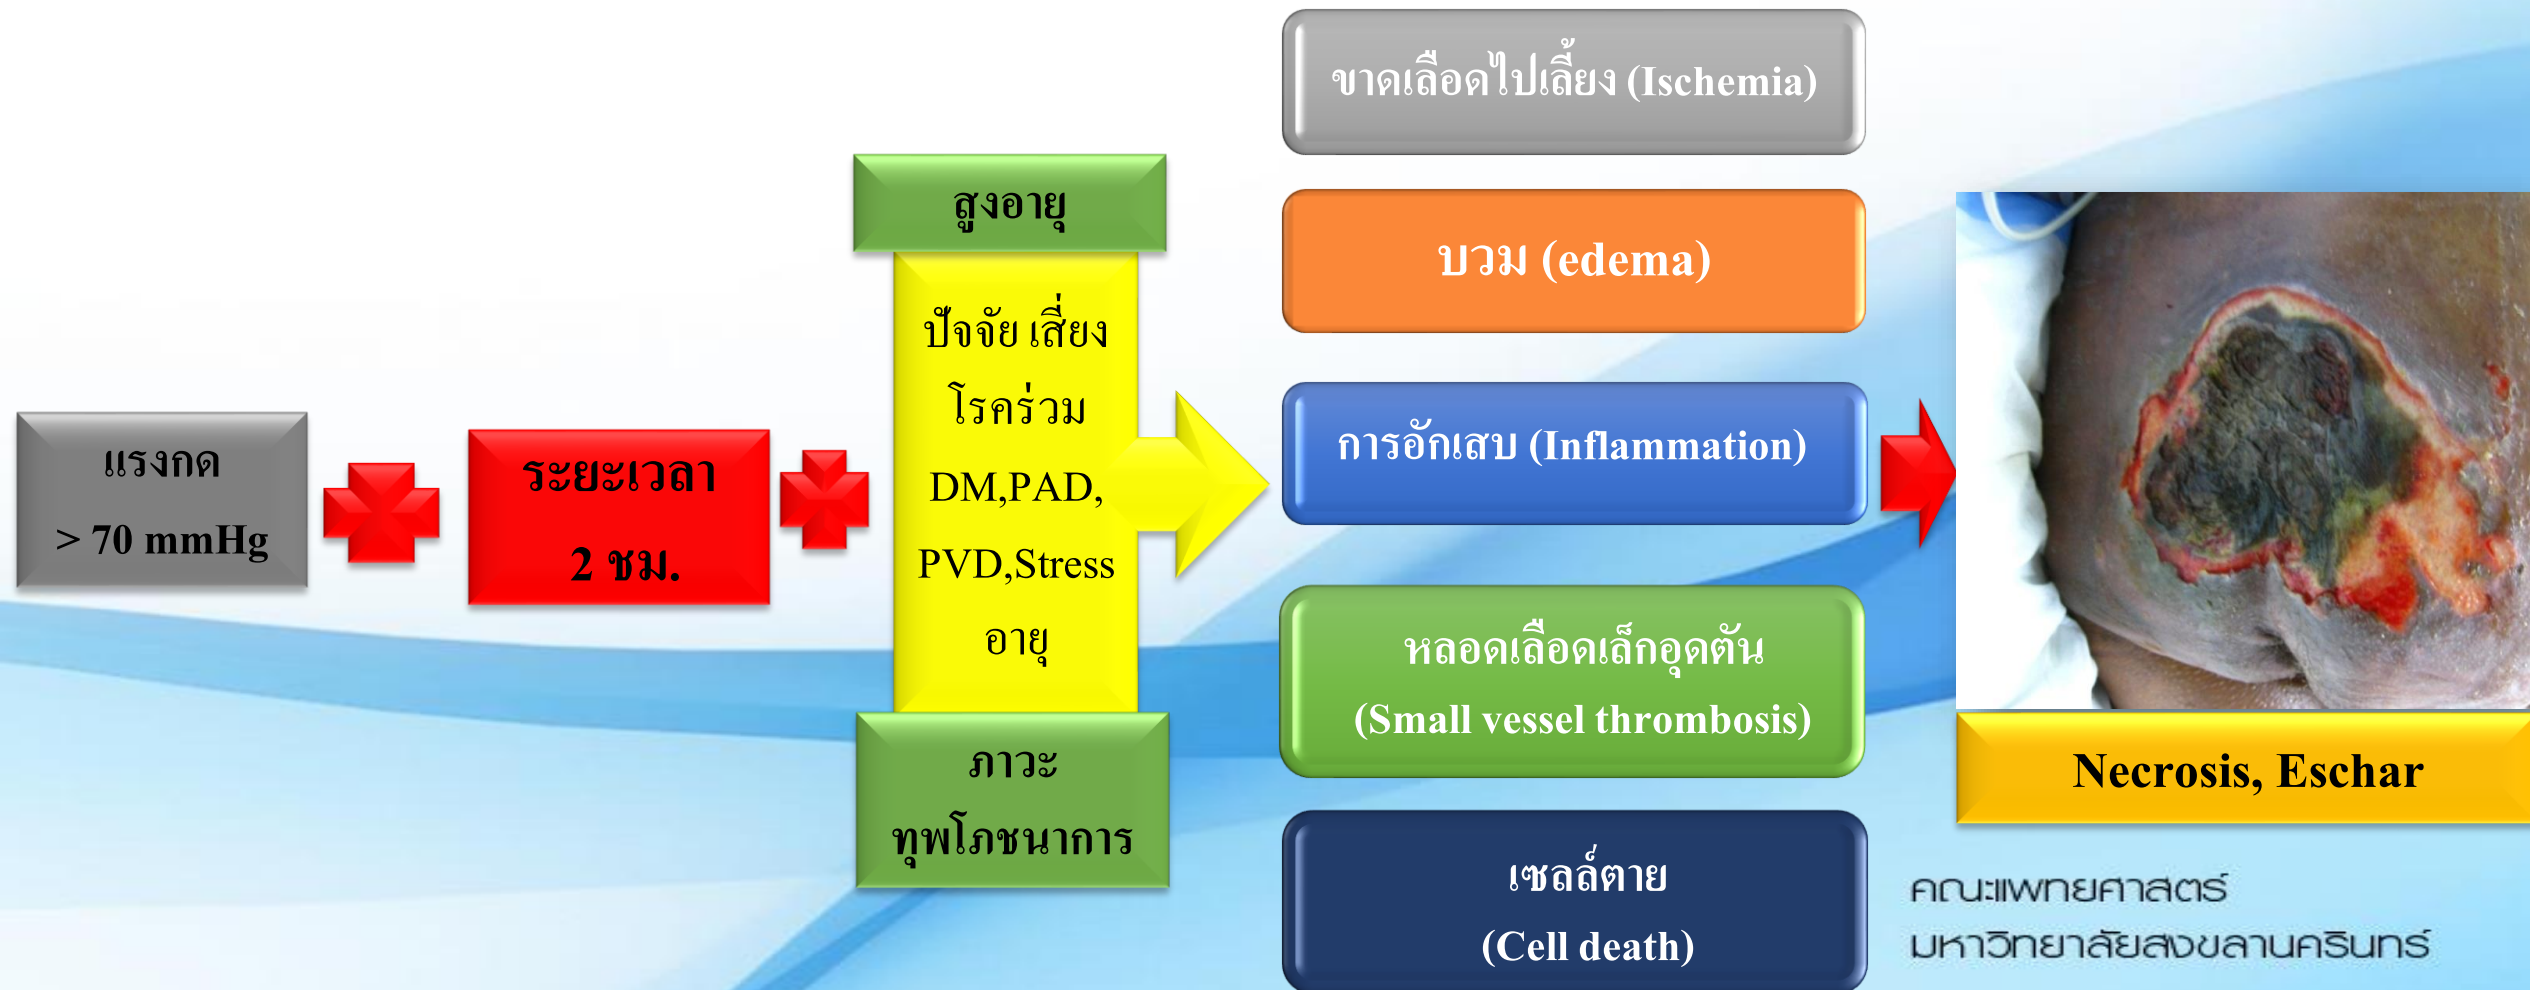 แรงกด
> 70 mmHg
ระยะเวลา
2 ชม.
สูงอายุ
ปัจจัย เสี่ยง
โรคร่วม
DM,PAD,
PVD,Stress
อายุ
ภาวะ
ทุพโภชนาการ
ขาดเลือดไปเลี้ยง (Ischemia)
บวม (edema)
การอักเสบ (Inflammation)
หลอดเลือดเล็กอุดตัน
(Small vessel thrombosis)
เซลล์ตาย
(Cell death)
Necrosis, Eschar
คณะแพทยศาสตร์
มหาวิทยาลัยสงขลานครินทร์